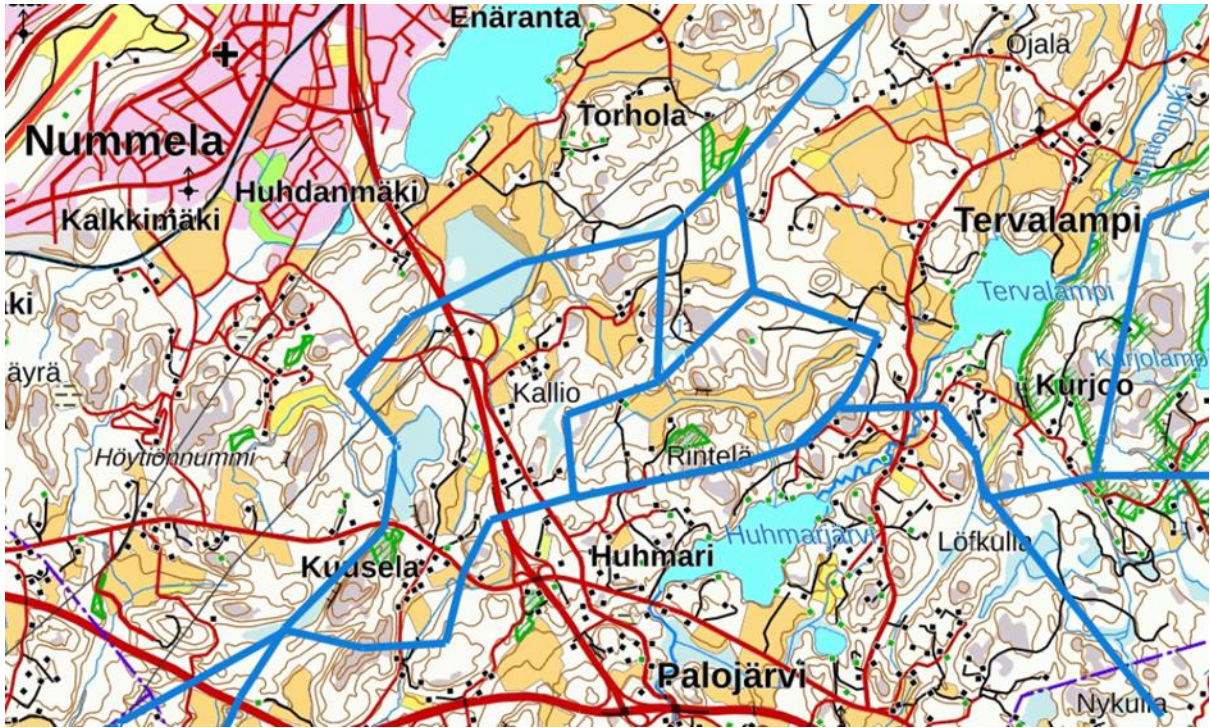 Enäranta
Ojala
Torhola
Nummela
Siuntionjoki
Huhdanmäki
Kalkkimäki
Tervalampi
Tervalampi
ki
Kurjolampi
äyrä
Kallio
Kurjoo
Höytiönnummi
Rintelä
Huhmarjärvi
Löfkulla
Kuusela
Huhmari
Palojärvi
Nykulla